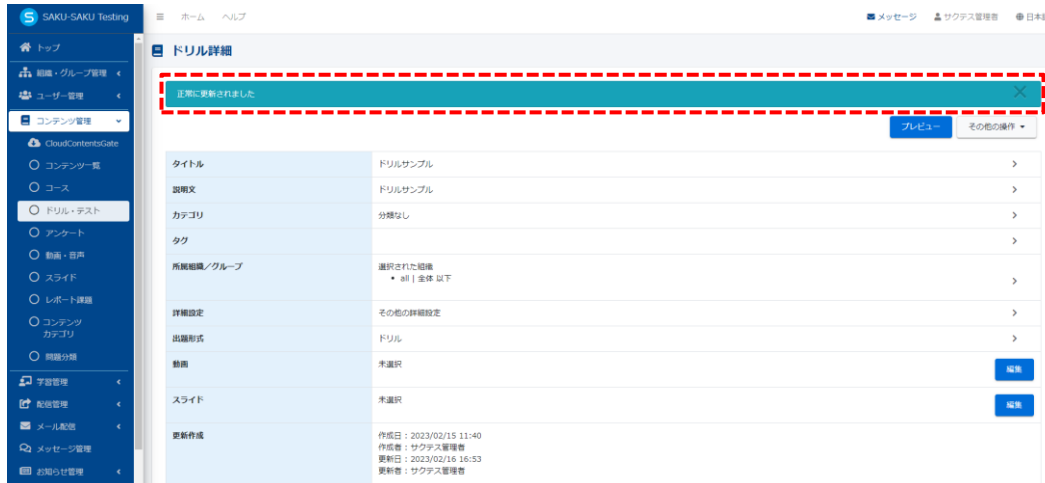 SAKU-SAKU Testing
ホーム ヘルプ
メッセージ サクテス管理者
トップ
組織・グループ管理
ユーザー管理
コンテンツ管理
CloudContentsGate
コンテンツ一覧
コース
ドリル・テスト
アンケート
動画・音声
スライド
レポート課題
コンテンツ
カテゴリ
問題分類
学習管理
配信管理
メール配信
メッセージ管理
お知らせ管理
ドリル詳細
正常に更新されました
プレビュー その他の操作
タイトル ドリルサンプル
説明文 ドリルサンプル
カテゴリ 分類なし
タグ
所属組織／グループ 選択された組織
• all | 全体 以下
詳細設定 その他の詳細設定
出題形式 ドリル
動画 未選択 編集
スライド 未選択 編集
更新作成 作成日：2023/02/15 11:40
作成者：サクテス管理者
更新日：2023/02/16 16:53
更新者：サクテス管理者